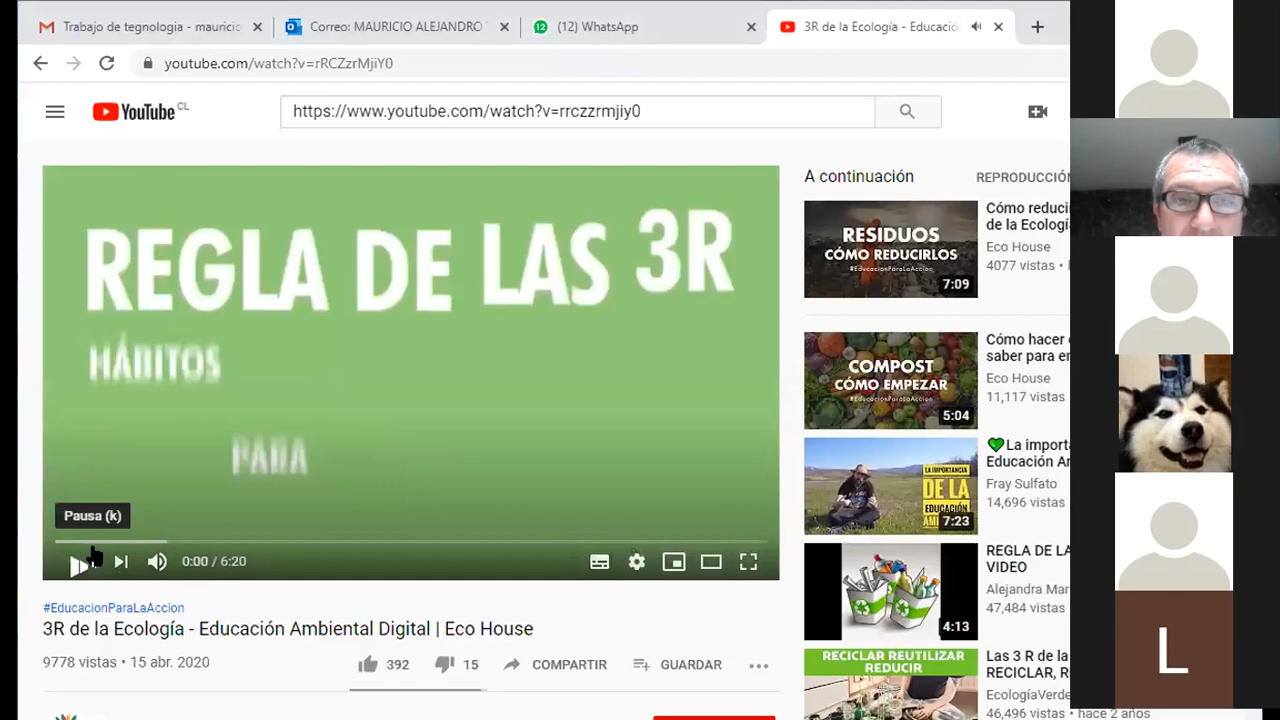 Trabajo de tegnologia - mauricio
Correo: MAURICIO ALEJANDRO
12
(12) WhatsApp
3R de la Ecología - Educació
youtube.com/watch?v=rRCZzrMjiY0
YouTube CL
https://www.youtube.com/watch?v=rrczzrmjiy0
REGLA DE LAS 3R
HÁBITOS
PARA
Pausa (k)
0:00 / 6:20
#EducacionParaLaAccion
3R de la Ecología - Educación Ambiental Digital | Eco House
9778 vistas • 15 abr. 2020
392
15
COMPARTIR
GUARDAR
A continuación
REPRODUCCIÓN
RESIDUOS
CÓMO REDUCIRLOS
#EducacionParaLaAccion
7:09
Cómo reduci
de la Ecologí
Eco House
4077 vistas •
COMPOST
CÓMO EMPEZAR
#EducacionParaLaAccion
5:04
Cómo hacer
saber para e
Eco House
11,117 vistas
LA IMPORTANCIA
DE LA
EDUCACIÓN
7:23
La import
Educación A
Fray Sulfato
14,696 vistas
4:13
REGLA DE LA
VIDEO
Alejandra Mar
47,484 vistas
RECICLAR REUTILIZAR
REDUCIR
Las 3 R de la
RECICLAR, R
EcologíaVerde
46,496 vistas • hace 2 años
L